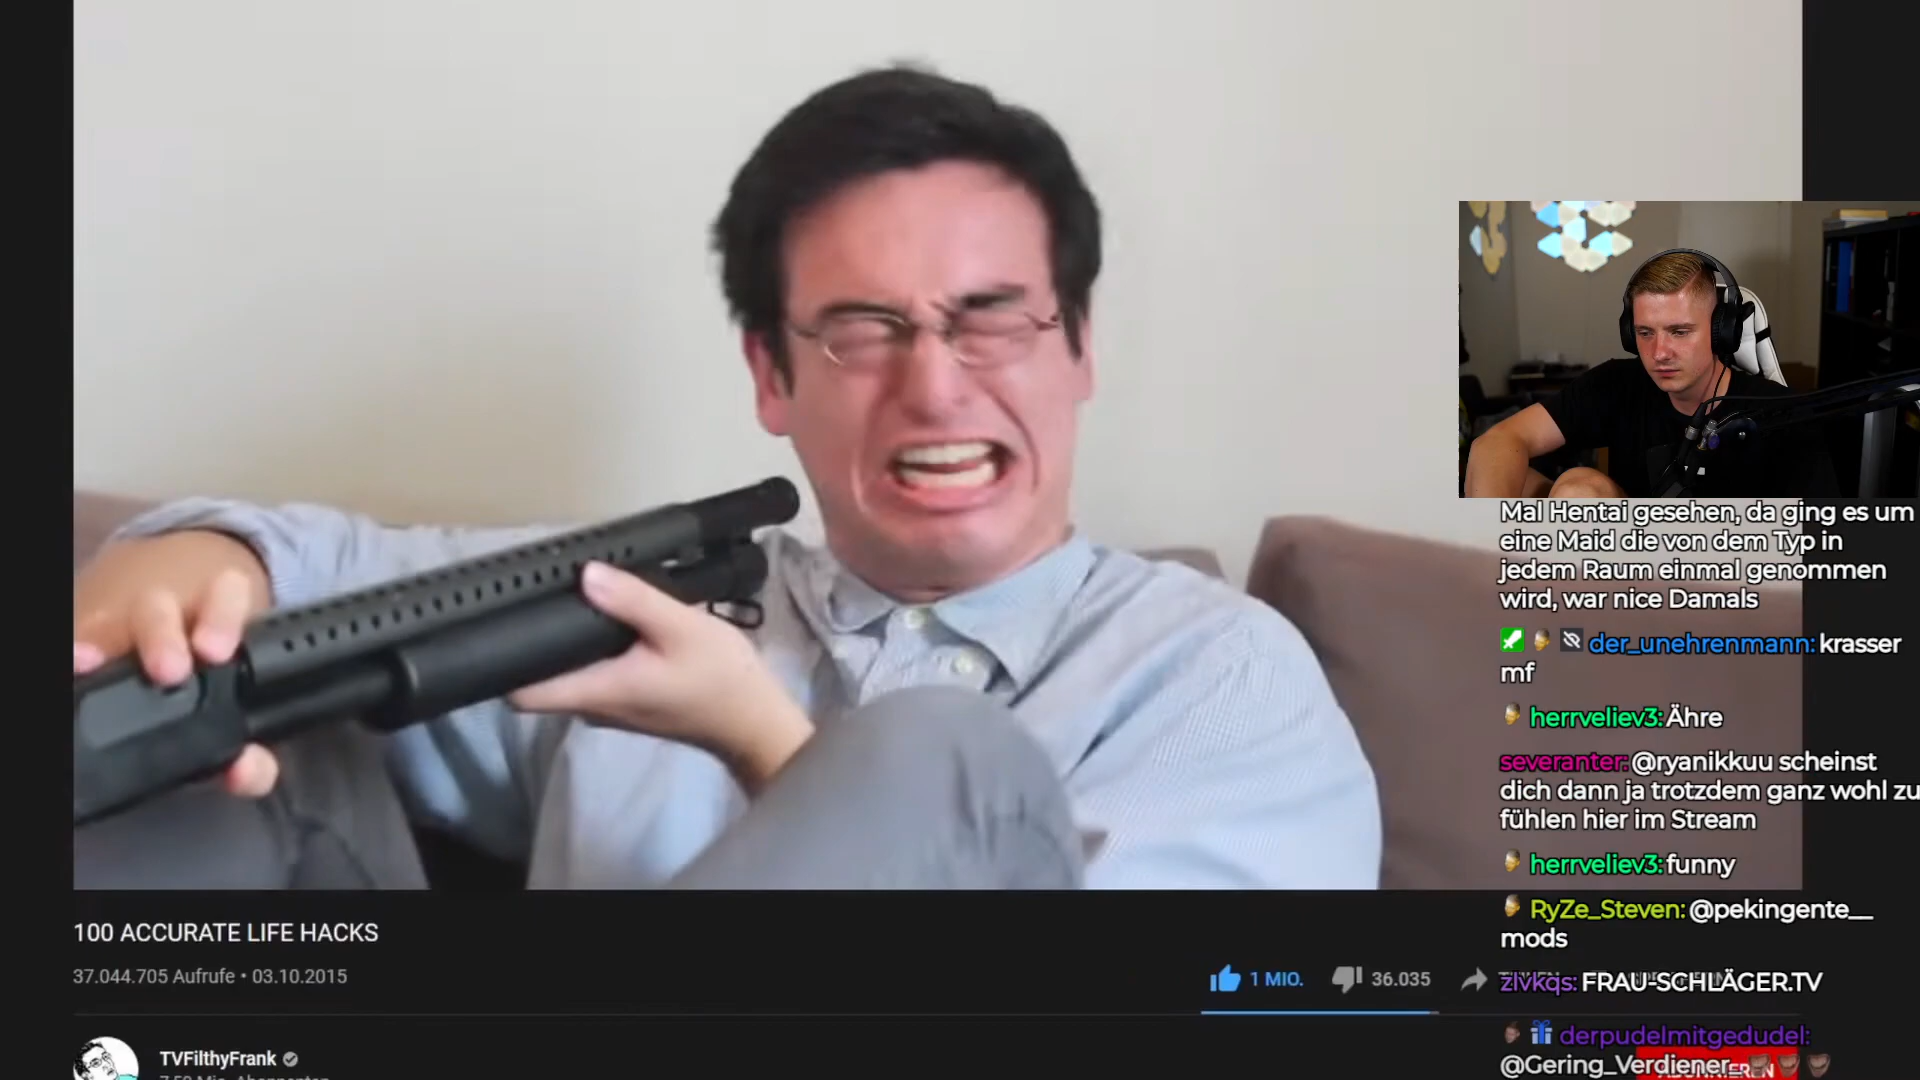 Mal Hentai gesehen, da ging es um
eine Maid die von dem Typ in
jedem Raum einmal genommen
wird, war nice Damals
der_unehrenmann: krasser
mf
herrveliev3: Ähre
severanter: @ryanikkuu scheinst
dich dann ja trotzdem ganz wohl zu
fühlen hier im Stream
herrveliev3: funny
RyZe_Steven: @pekingente__
mods
zlvkqs: FRAU-SCHLÄGER.TV
derpudelmitgedudel:
@Gering_Verdiener_
100 ACCURATE LIFE HACKS
37.044.705 Aufrufe • 03.10.2015
1 MIO. 36.035
TVFilthyFrank